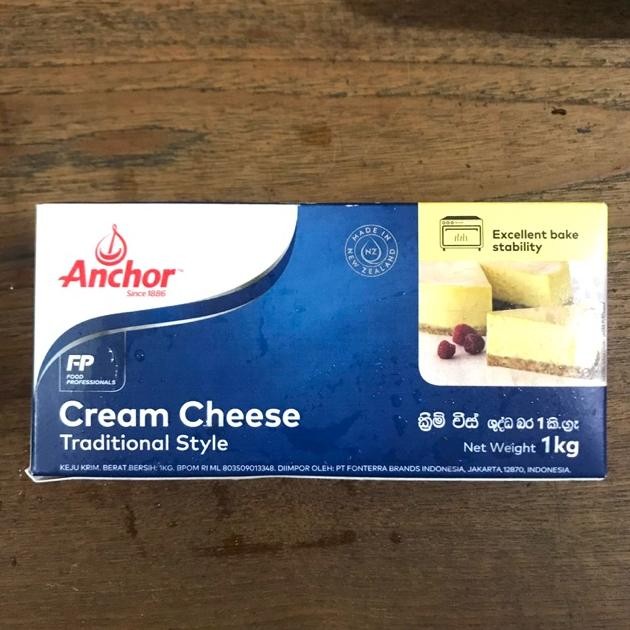 Anchor™
Since 1886
MADE IN
NZ
NEW ZEALAND
Excellent bake
stability
FP
FOOD
PROFESSIONALS
Cream Cheese
Traditional Style
ක්‍රිම් චීස් ශුද්ධ බර 1 කි.ග්‍රෑ
Net Weight 1kg
KEJU KRIM. BERAT BERSIH: 1KG. BPOM RI ML 803509013348. DIIMPOR OLEH: PT FONTERRA BRANDS INDONESIA, JAKARTA 12870, INDONESIA.